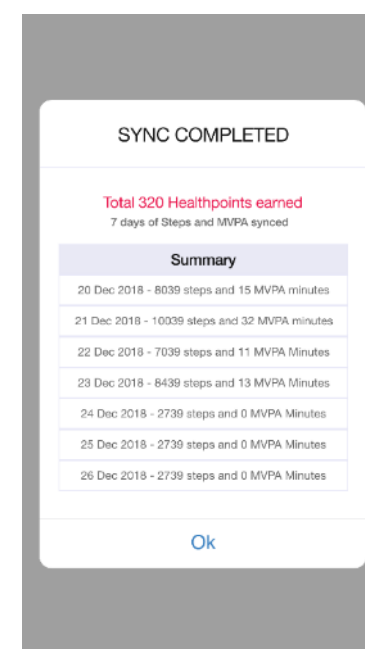 SYNC COMPLETED
Total 320 Healthpoints earned
7 days of Steps and MVPA synced
Summary
20 Dec 2018 - 8039 steps and 15 MVPA minutes
21 Dec 2018 - 10039 steps and 32 MVPA minutes
22 Dec 2018 - 7039 steps and 11 MVPA Minutes
23 Dec 2018 - 8439 steps and 13 MVPA Minutes
24 Dec 2018 - 2739 steps and 0 MVPA Minutes
25 Dec 2018 - 2739 steps and 0 MVPA Minutes
26 Dec 2018 - 2739 steps and 0 MVPA Minutes
Ok